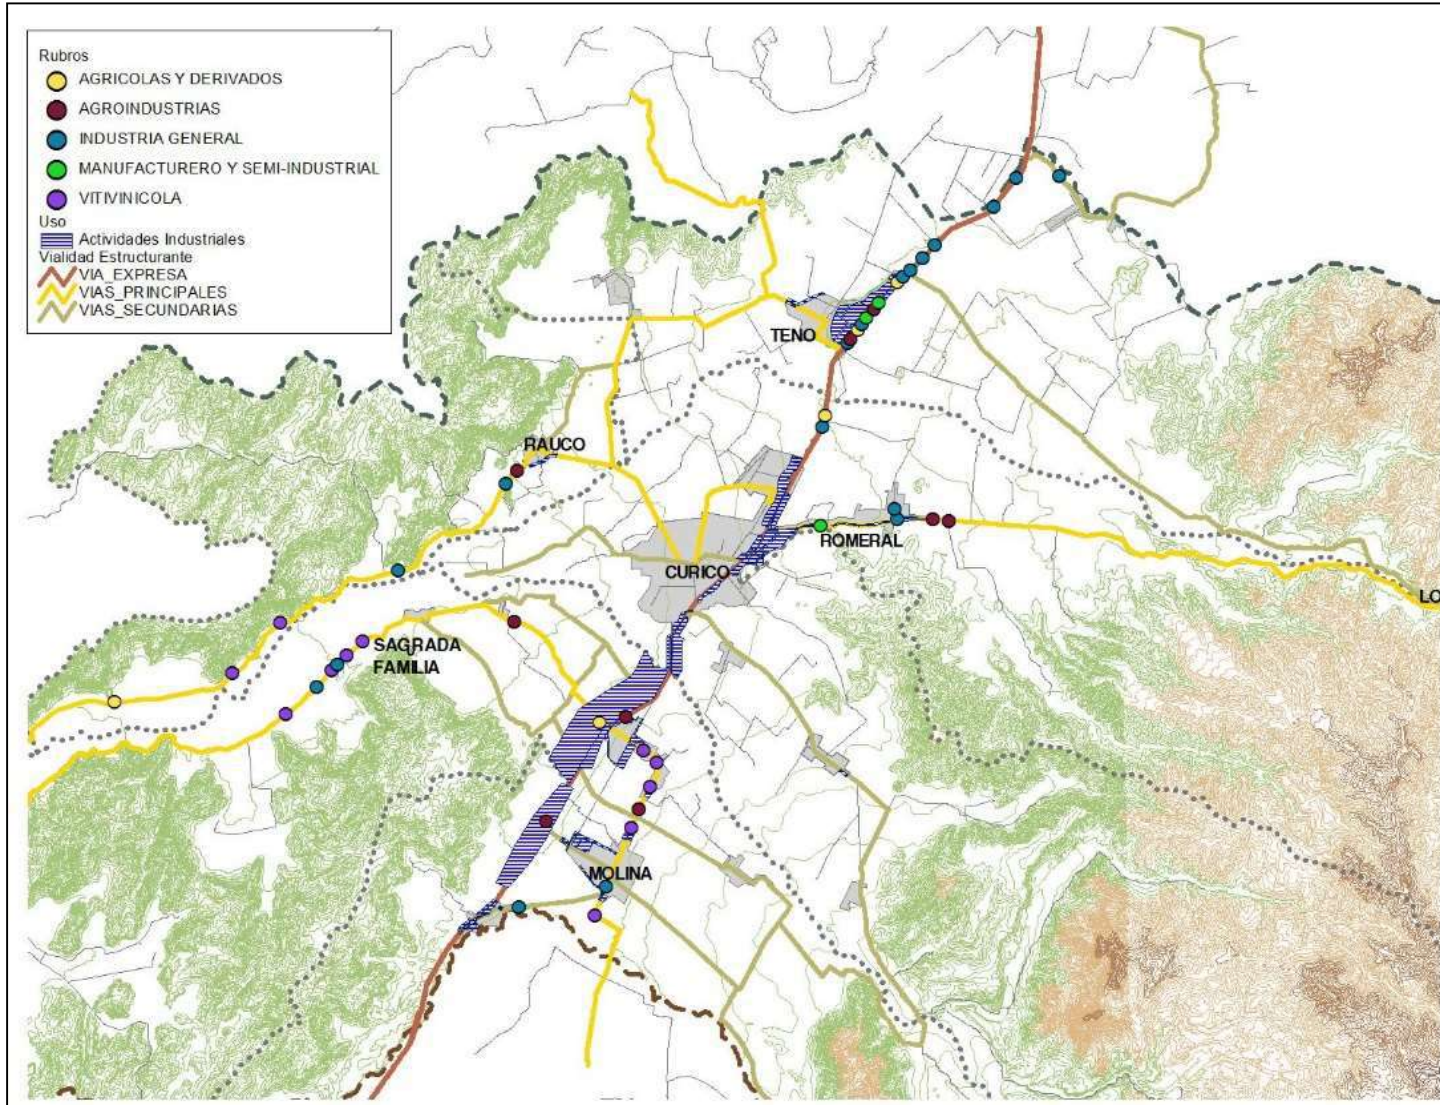 Rubros
AGRICOLAS Y DERIVADOS
AGROINDUSTRIAS
INDUSTRIA GENERAL
MANUFACTURERO Y SEMI-INDUSTRIAL
VITIVINICOLA
Uso
Actividades Industriales
Vialidad Estructurante
VIA_EXPRESA
VIAS_PRINCIPALES
VIAS_SECUNDARIAS
TENO
RAUCO
ROMERAL
CURICO
LO
SAGRADA
FAMILIA
MOLINA